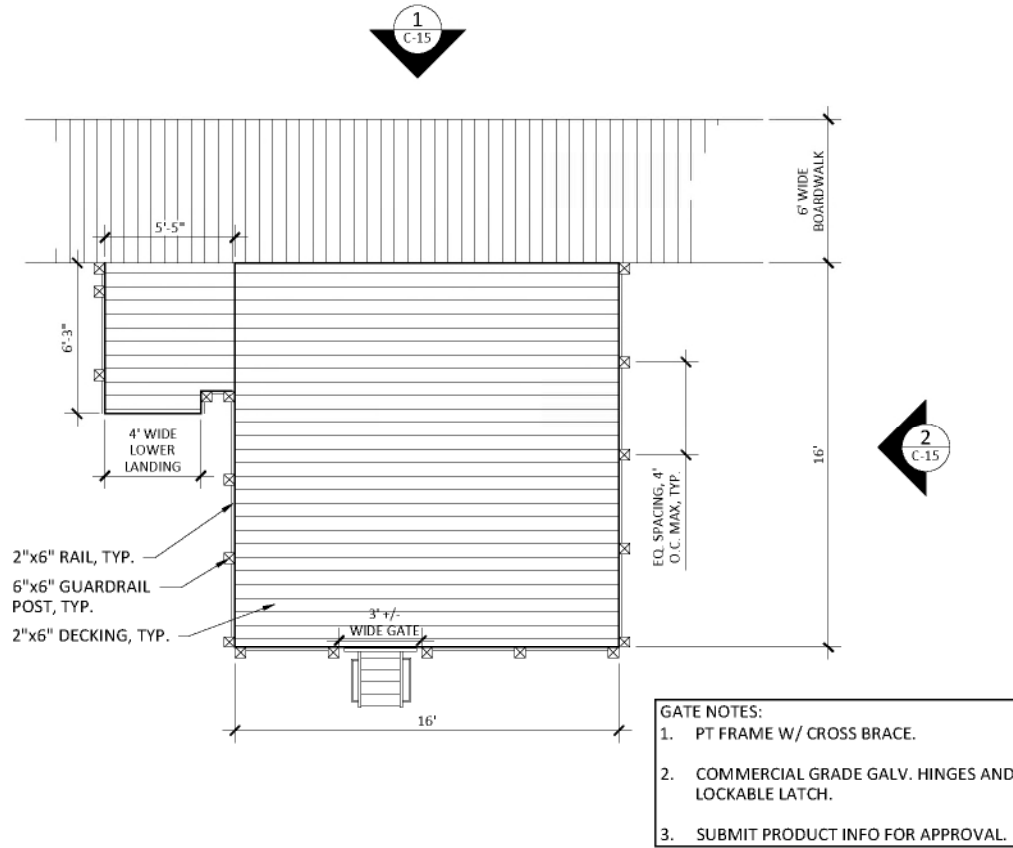 1
C-15
6' WIDE
BOARDWALK
5'-5"
6'-3"
4' WIDE
LOWER
LANDING
16'
2
C-15
EQ. SPACING, 4'
O.C. MAX, TYP.
2"x6" RAIL, TYP.
6"x6" GUARDRAIL
POST, TYP.
2"x6" DECKING, TYP.
3' +/-
WIDE GATE
16'
GATE NOTES:
1. PT FRAME W/ CROSS BRACE.
2. COMMERCIAL GRADE GALV. HINGES AND
LOCKABLE LATCH.
3. SUBMIT PRODUCT INFO FOR APPROVAL.